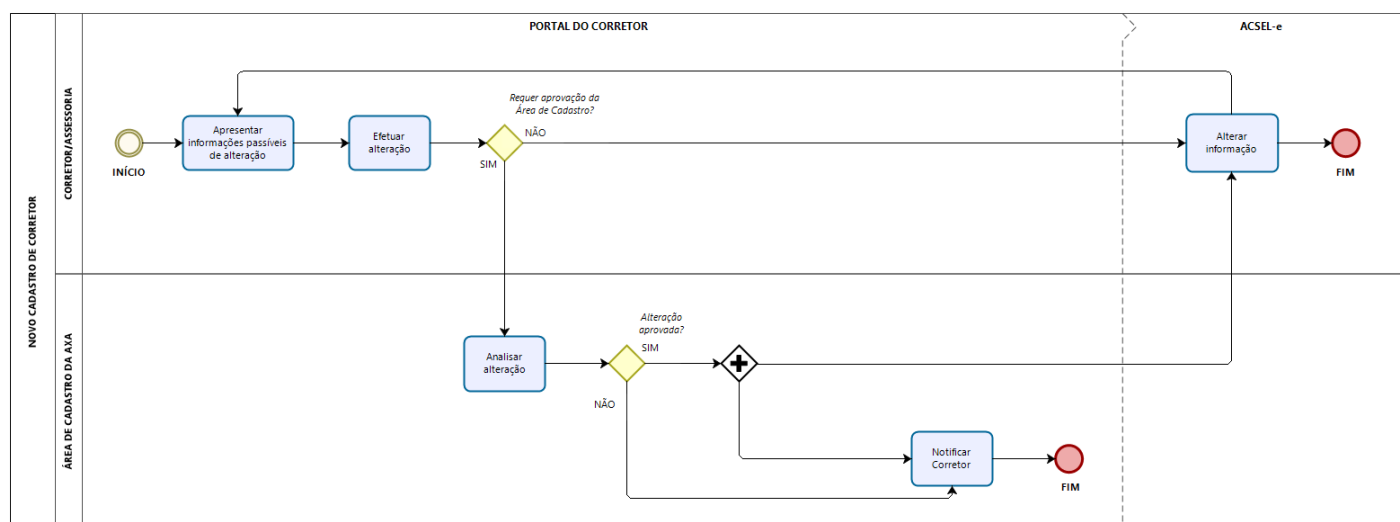 PORTAL DO CORRETOR
ACSEL-e
NOVO CADASTRO DE CORRETOR
CORRETOR/ASSESSORIA
INÍCIO
Apresentar
informações passíveis
de alteração
Efetuar
alteração
Requer aprovação da
Área de Cadastro?
NÃO
SIM
Alterar
informação
FIM
ÁREA DE CADASTRO DA AXA
Analisar
alteração
Alteração
aprovada?
SIM
NÃO
Notificar
Corretor
FIM